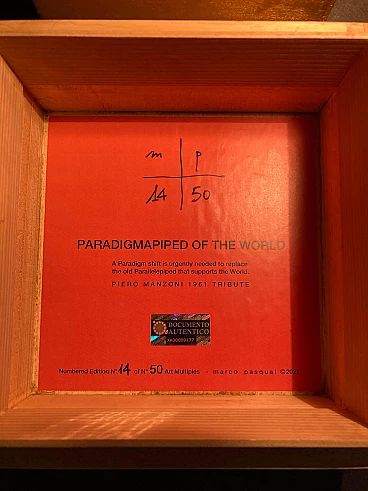 m p
14 50
PARADIGMAPIPED OF THE WORLD
A Paradigm shift is urgently needed to replace
the old Parallelepiped that supports the World.
PIERO MANZONI 1961 TRIBUTE
DOCUMENTO
AUTENTICO
Numbered Edition N° 14 of N° 50 Art Multiples - marco pasqual ©